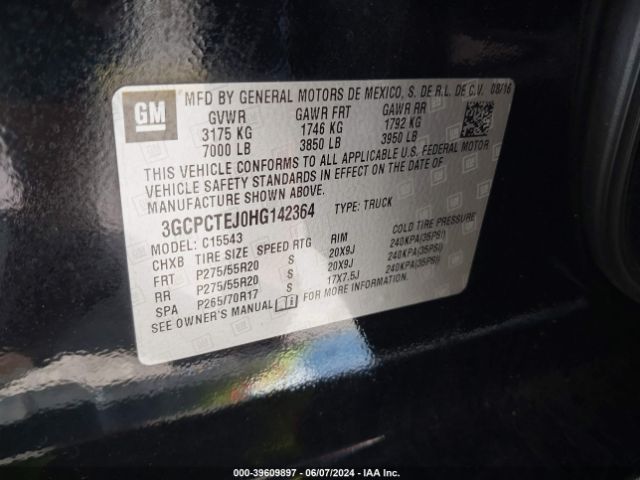 GM
MFD BY GENERAL MOTORS DE MEXICO, S. DE R.L. DE C.V. 08/16
GVWR GAWR FRT GAWR RR
3175 KG 1746 KG 1792 KG
7000 LB 3850 LB 3950 LB
THIS VEHICLE CONFORMS TO ALL APPLICABLE U.S. FEDERAL MOTOR
VEHICLE SAFETY STANDARDS IN EFFECT ON THE DATE OF
MANUFACTURE SHOWN ABOVE.
3GCPCTEJ0HG142364 TYPE: TRUCK
MODEL: C15543
CHXB TIRE SIZE SPEED RTG RIM COLD TIRE PRESSURE
FRT P275/55R20 S 20X9J 240KPA(35PSI)
RR P275/55R20 S 20X9J 240KPA(35PSI)
SPA P265/70R17 S 17X7.5J 240KPA(35PSI)
SEE OWNER'S MANUAL FOR MORE INFORMATION.
000-39609897 - 06/07/2024 - IAA Inc.